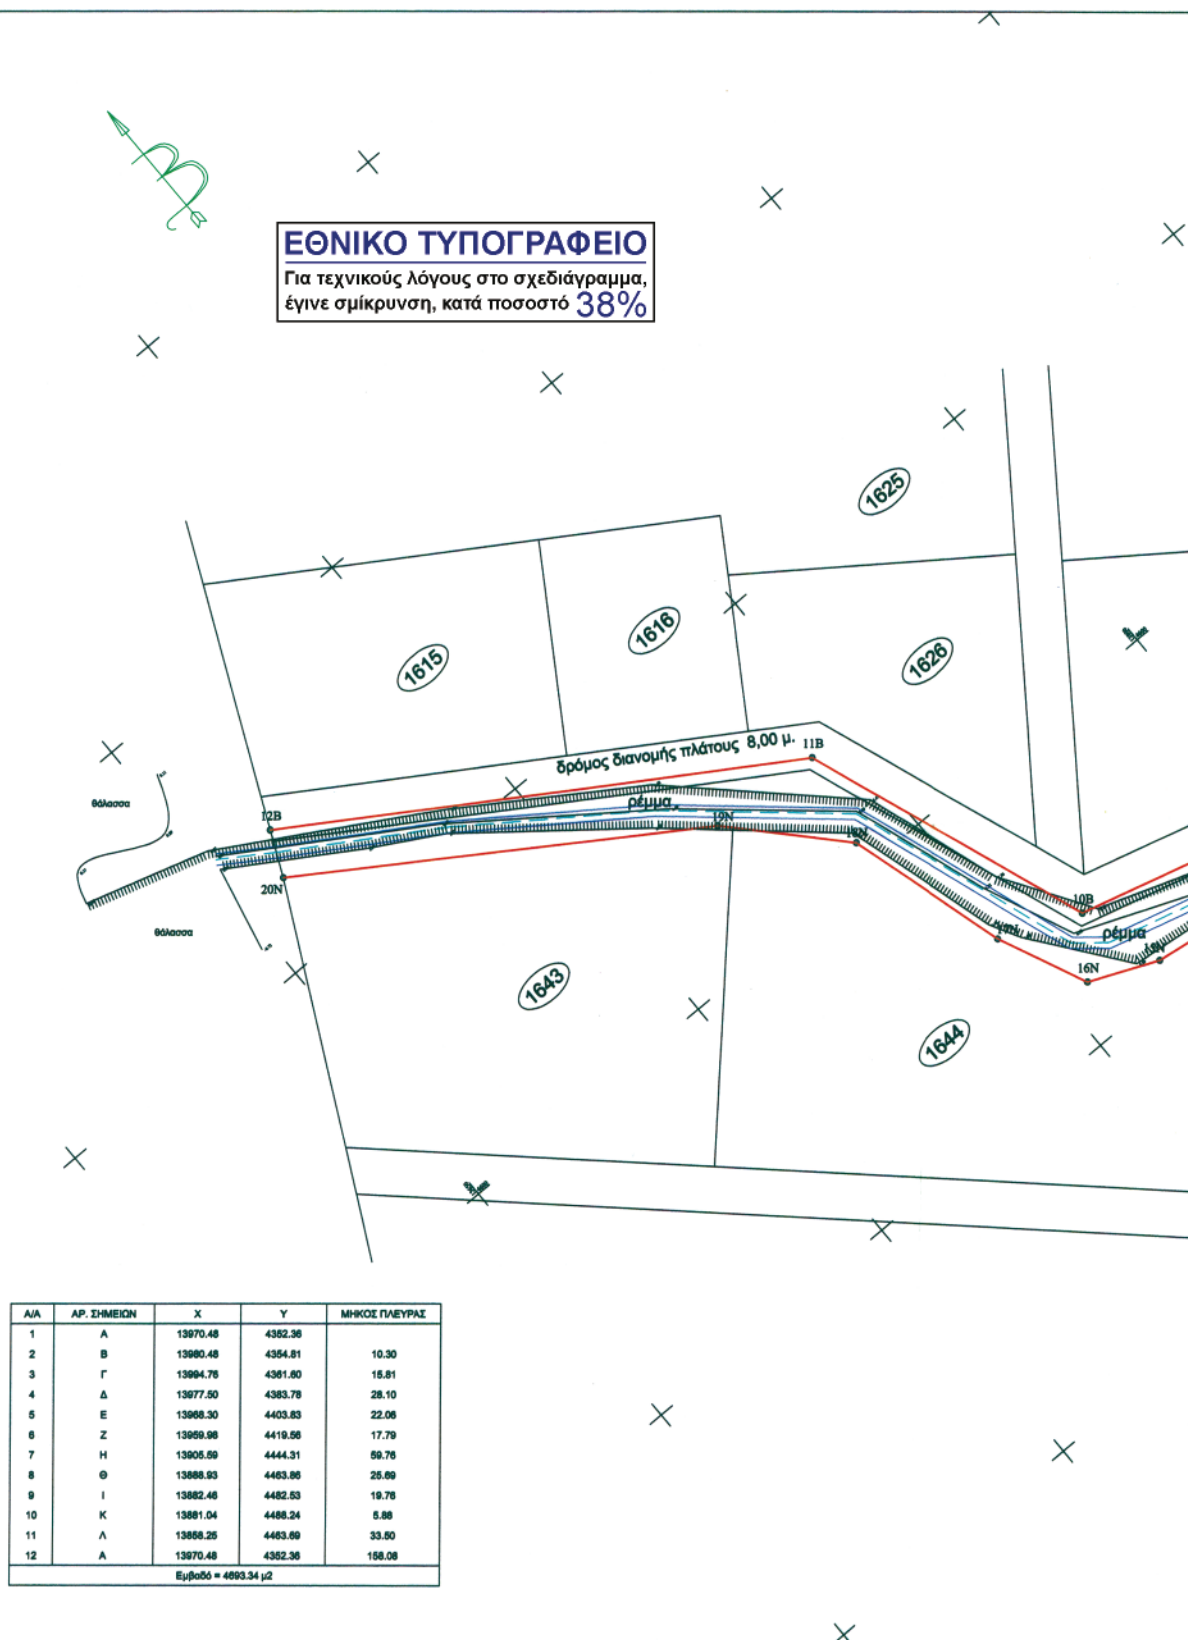 ΕΘΝΙΚΟ ΤΥΠΟΓΡΑΦΕΙΟ
Για τεχνικούς λόγους στο σχεδιάγραμμα,
έγινε σμίκρυνση, κατά ποσοστό 38%
1625
1616
1626
1615
δρόμος διανομής πλάτους 8,00 μ.
11Β
θάλασσα
ρέμμα
12Β
19Ν
20Ν
10Β
θάλασσα
ρέμμα
16Ν
1643
1644
Α/Α ΑΡ. ΣΗΜΕΙΩΝ Χ Υ ΜΗΚΟΣ ΠΛΕΥΡΑΣ
1 Α 13970.48 4352.36
2 Β 13980.48 4354.81 10.30
3 Γ 13994.76 4361.60 15.81
4 Δ 13977.50 4383.78 28.10
5 Ε 13968.30 4403.83 22.06
6 Ζ 13959.98 4419.56 17.79
7 Η 13905.59 4444.31 59.76
8 Θ 13888.93 4463.86 25.69
9 Ι 13882.46 4482.53 19.76
10 Κ 13881.04 4488.24 5.88
11 Λ 13858.25 4463.69 33.50
12 Α 13970.48 4352.36 158.08
Εμβαδό = 4693.34 μ2